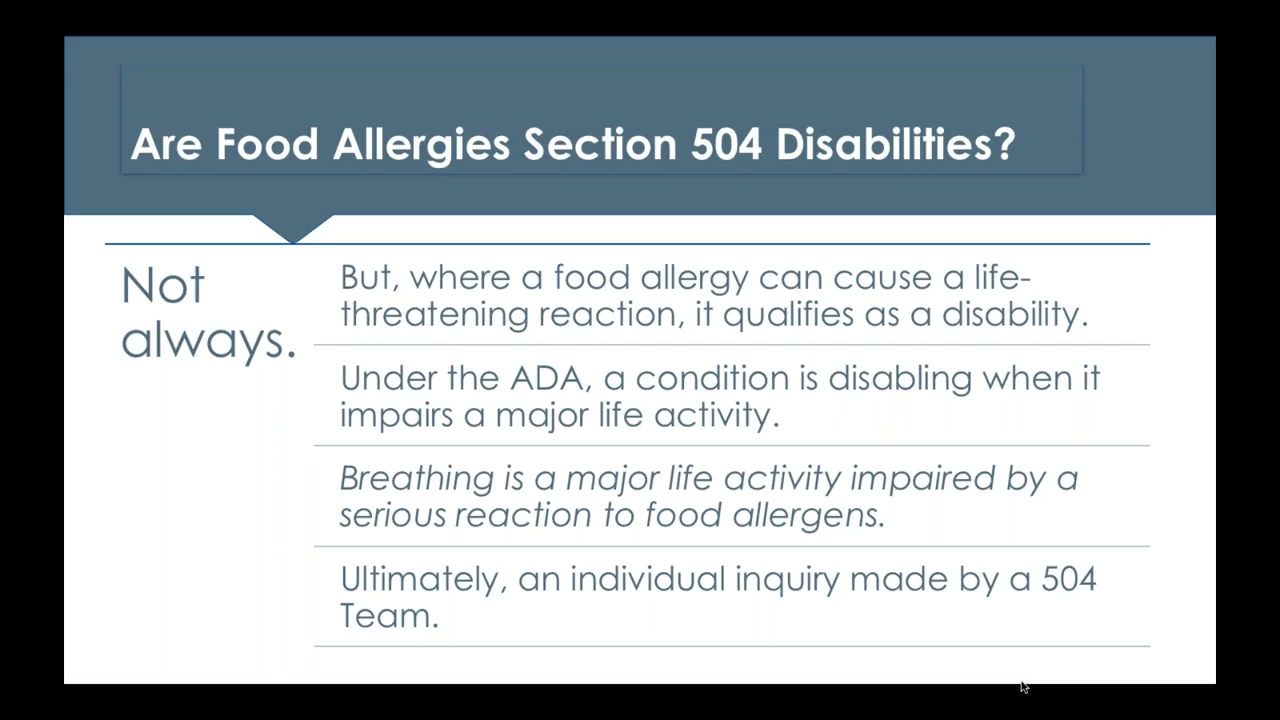 Are Food Allergies Section 504 Disabilities?
Not
always.
But, where a food allergy can cause a life-
threatening reaction, it qualifies as a disability.
Under the ADA, a condition is disabling when it
impairs a major life activity.
Breathing is a major life activity impaired by a
serious reaction to food allergens.
Ultimately, an individual inquiry made by a 504
Team.